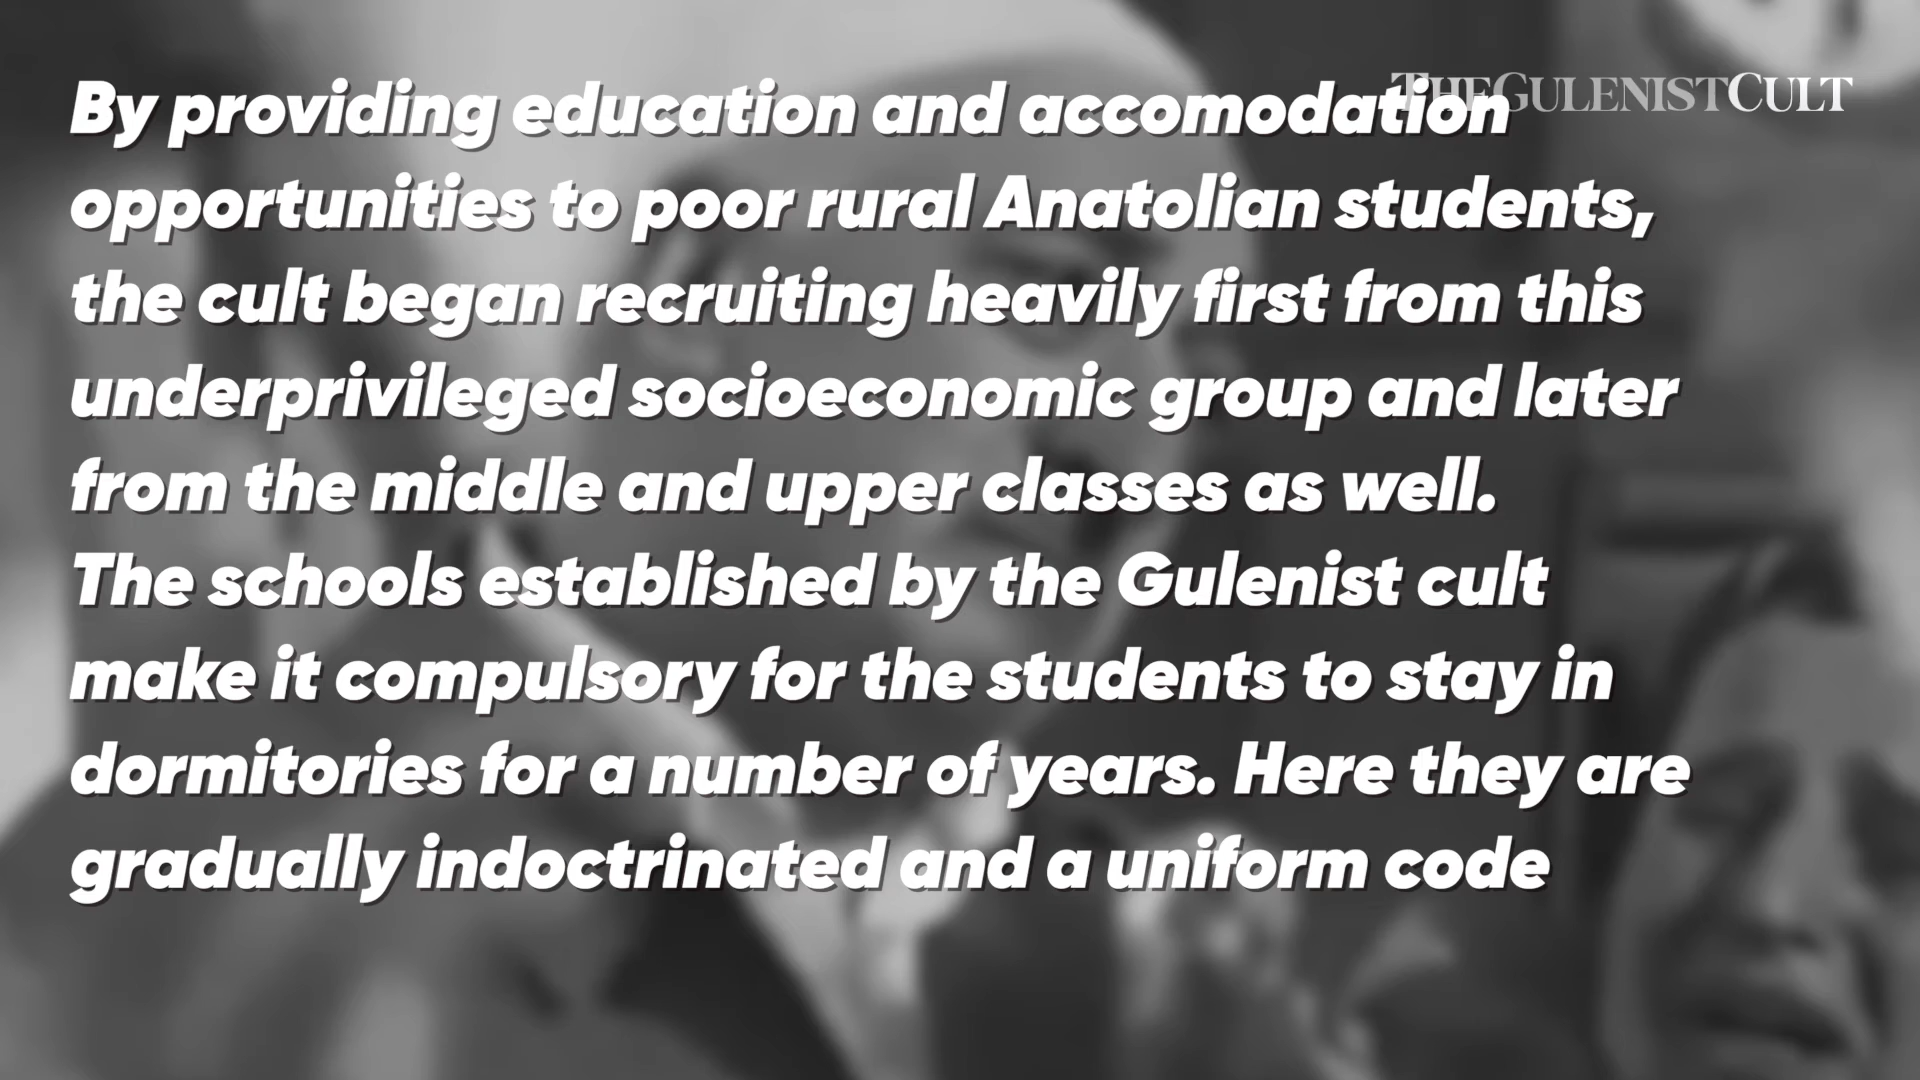 THEGULENISTCULT
By providing education and accomodation
opportunities to poor rural Anatolian students,
the cult began recruiting heavily first from this
underprivileged socioeconomic group and later
from the middle and upper classes as well.
The schools established by the Gulenist cult
make it compulsory for the students to stay in
dormitories for a number of years. Here they are
gradually indoctrinated and a uniform code